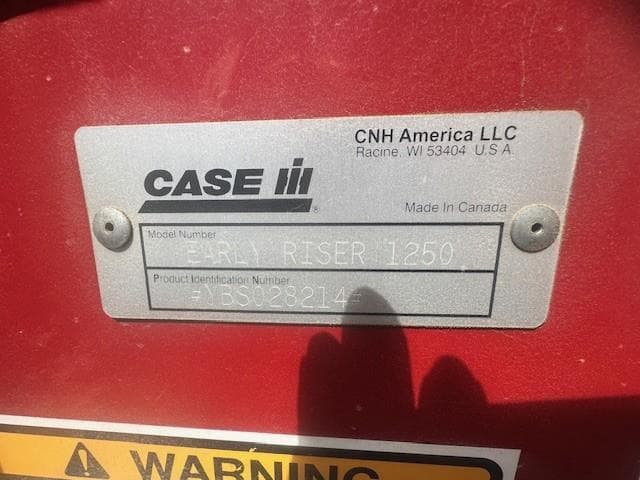 CNH America LLC
Racine, WI 53404 U.S.A.
CASE IH
Made In Canada
Model Number
EARLY RISER 1250
Product Identification Number
*YBS028214*
WARNING